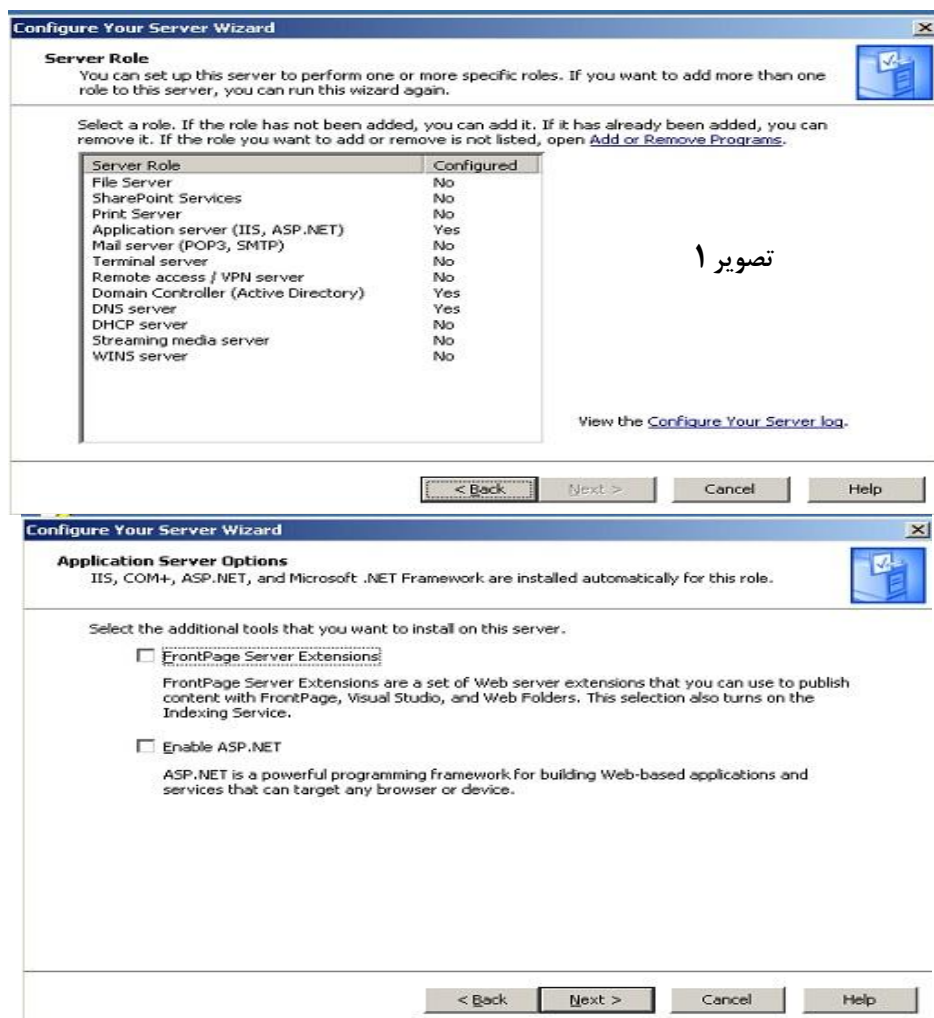 Configure Your Server Wizard
Server Role
You can set up this server to perform one or more specific roles. If you want to add more than one
role to this server, you can run this wizard again.
Select a role. If the role has not been added, you can add it. If it has already been added, you can
remove it. If the role you want to add or remove is not listed, open Add or Remove Programs.
Server Role Configured
File Server No
SharePoint Services No
Print Server No
Application server (IIS, ASP.NET) Yes
Mail server (POP3, SMTP) No
Terminal server No
Remote access / VPN server No
Domain Controller (Active Directory) Yes
DNS server Yes
DHCP server No
Streaming media server No
WINS server No
تصویر ۱
View the Configure Your Server log.
< Back Next > Cancel Help
Configure Your Server Wizard
Application Server Options
IIS, COM+, ASP.NET, and Microsoft .NET Framework are installed automatically for this role.
Select the additional tools that you want to install on this server.
FrontPage Server Extensions
FrontPage Server Extensions are a set of Web server extensions that you can use to publish
content with FrontPage, Visual Studio, and Web Folders. This selection also turns on the
Indexing Service.
Enable ASP.NET
ASP.NET is a powerful programming framework for building Web-based applications and
services that can target any browser or device.
< Back Next > Cancel Help